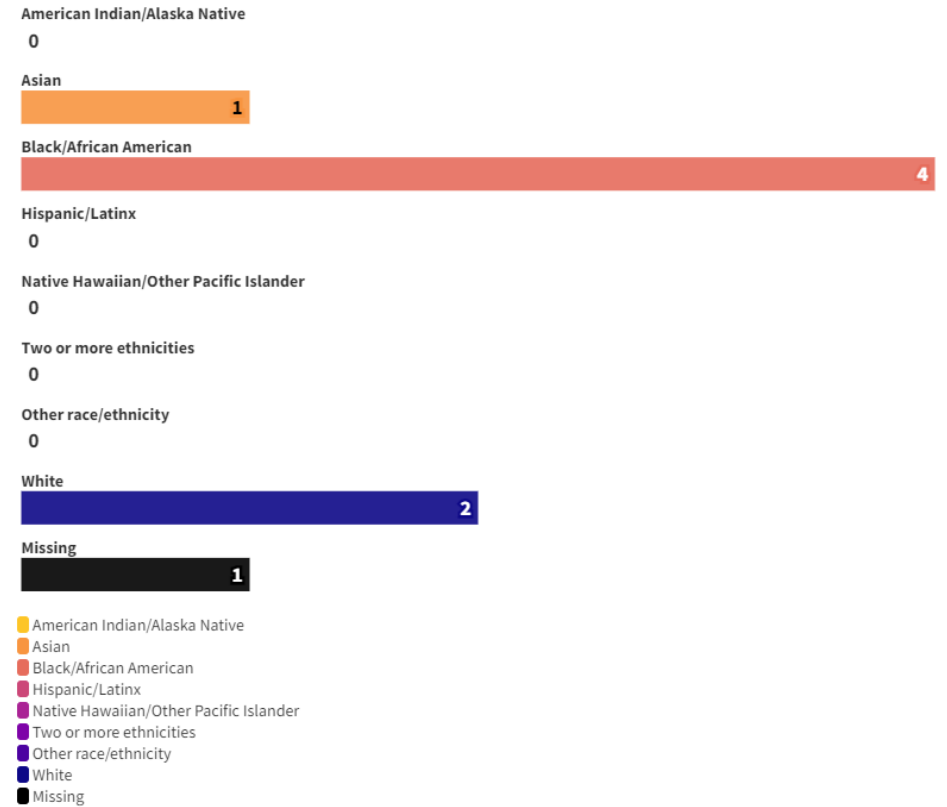 American Indian/Alaska Native
0
Asian
1
Black/African American
4
Hispanic/Latinx
0
Native Hawaiian/Other Pacific Islander
0
Two or more ethnicities
0
Other race/ethnicity
0
White
2
Missing
1
American Indian/Alaska Native
Asian
Black/African American
Hispanic/Latinx
Native Hawaiian/Other Pacific Islander
Two or more ethnicities
Other race/ethnicity
White
Missing